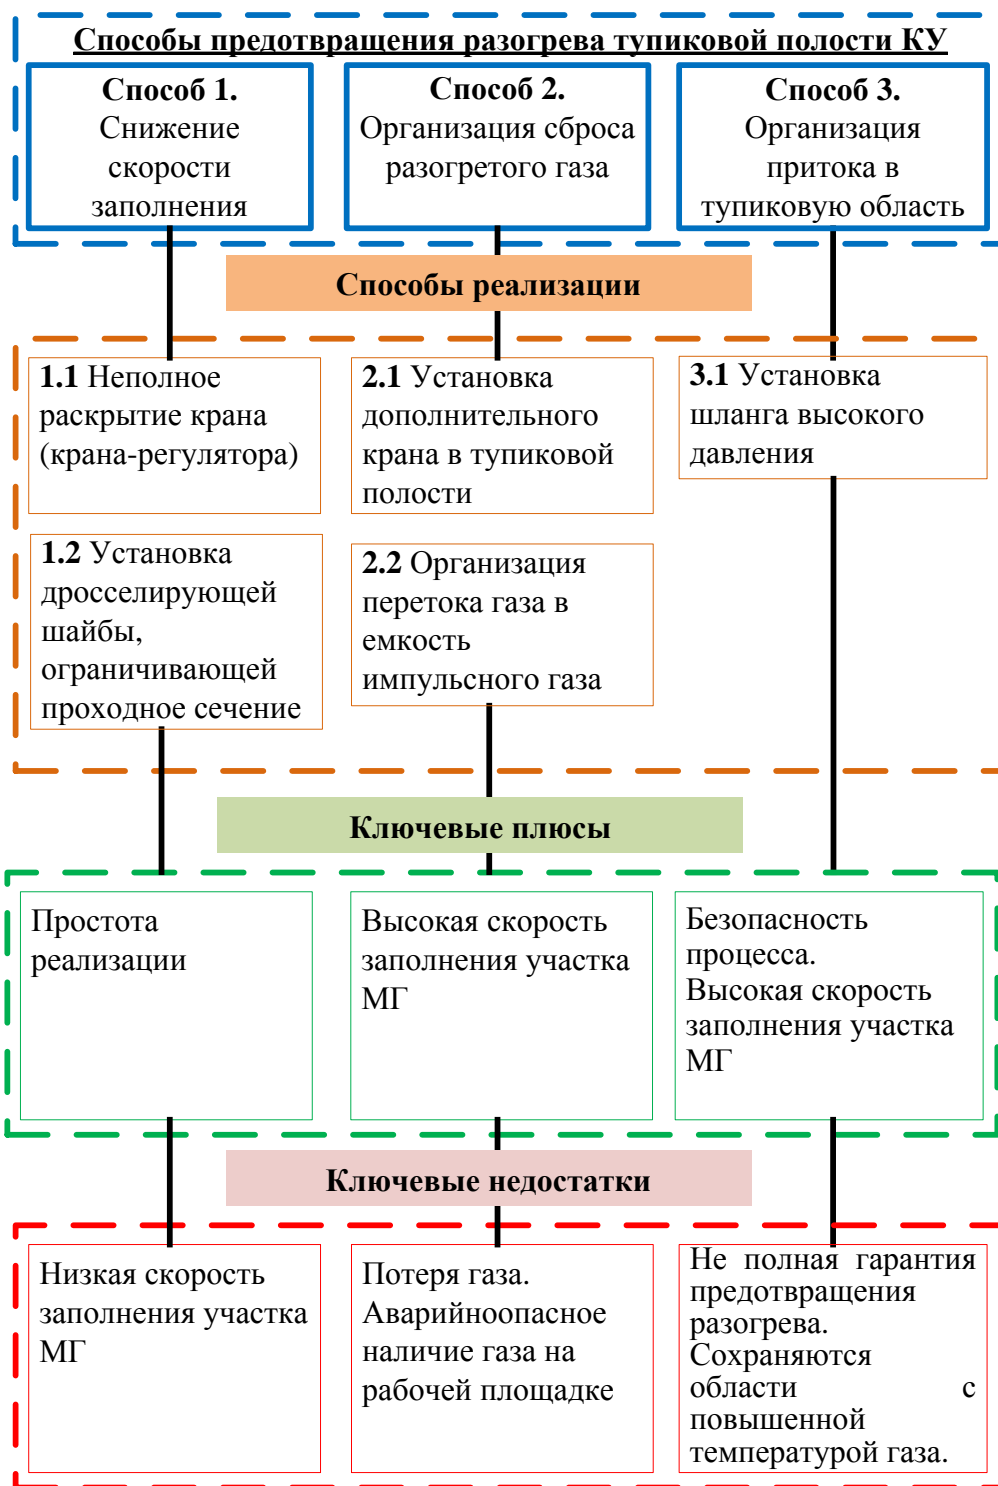 Способы предотвращения разогрева тупиковой полости КУ
Способ 1.
Снижение
скорости
заполнения
Способ 2.
Организация сброса
разогретого газа
Способ 3.
Организация
притока в
тупиковую область
Способы реализации
1.1 Неполное
раскрытие крана
(крана-регулятора)
2.1 Установка
дополнительного
крана в тупиковой
полости
3.1 Установка
шланга высокого
давления
1.2 Установка
дросселирующей
шайбы,
ограничивающей
проходное сечение
2.2 Организация
перетока газа в
емкость
импульсного газа
Ключевые плюсы
Простота
реализации
Высокая скорость
заполнения участка
МГ
Безопасность
процесса.
Высокая скорость
заполнения участка
МГ
Ключевые недостатки
Низкая скорость
заполнения участка
МГ
Потеря газа.
Аварийноопасное
наличие газа на
рабочей площадке
Не полная гарантия
предотвращения
разогрева.
Сохраняются
области с
повышенной
температурой газа.